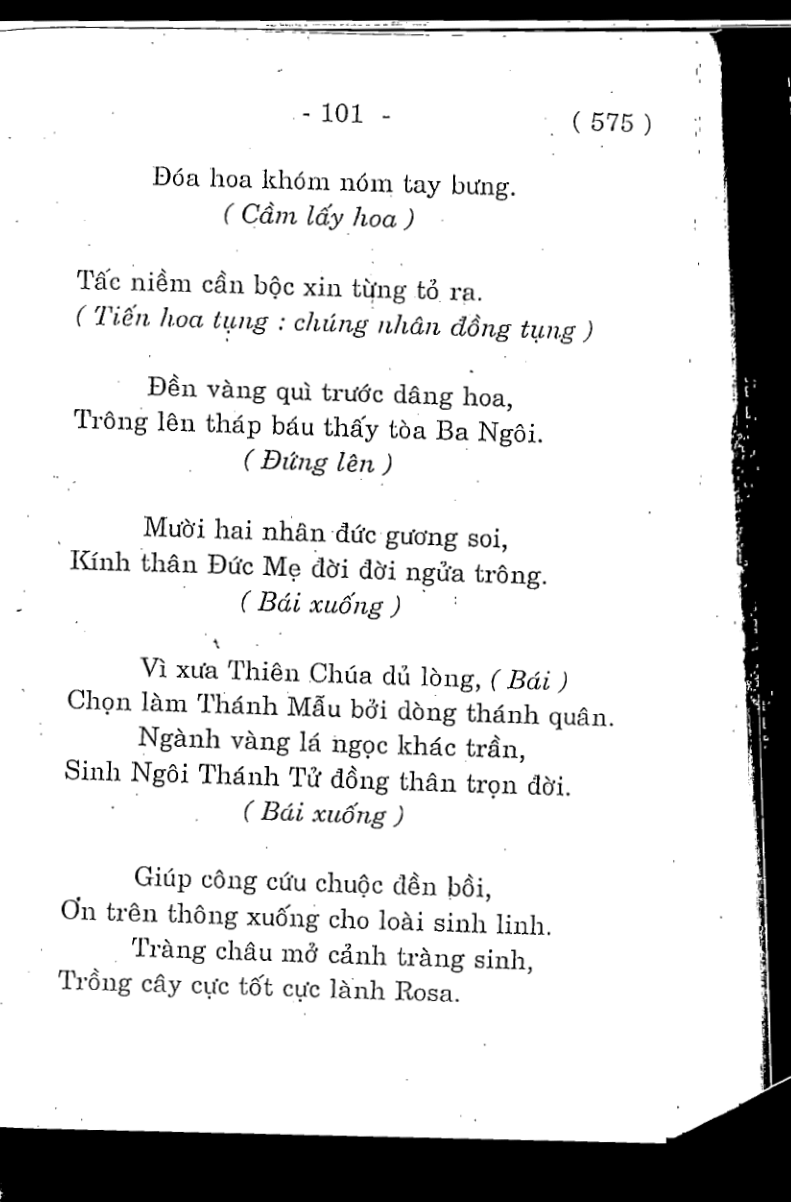 - 101 -
( 575 )
Đóa hoa khóm nóm tay bưng.
( Cầm lấy hoa )
Tấc niềm cần bộc xin từng tỏ ra.
( Tiến hoa tụng : chúng nhân đồng tụng )
Đền vàng quì trước dâng hoa,
Trông lên tháp báu thấy tòa Ba Ngôi.
( Đứng lên )
Mười hai nhân đức gương soi,
Kính thân Đức Mẹ đời đời ngửa trông.
( Bái xuống )
Vì xưa Thiên Chúa dủ lòng, ( Bái )
Chọn làm Thánh Mẫu bởi dòng thánh quân.
Ngành vàng lá ngọc khác trần,
Sinh Ngôi Thánh Tử đồng thân trọn đời.
( Bái xuống )
Giúp công cứu chuộc đền bồi,
Ơn trên thông xuống cho loài sinh linh.
Tràng châu mở cảnh tràng sinh,
Trồng cây cực tốt cực lành Rosa.